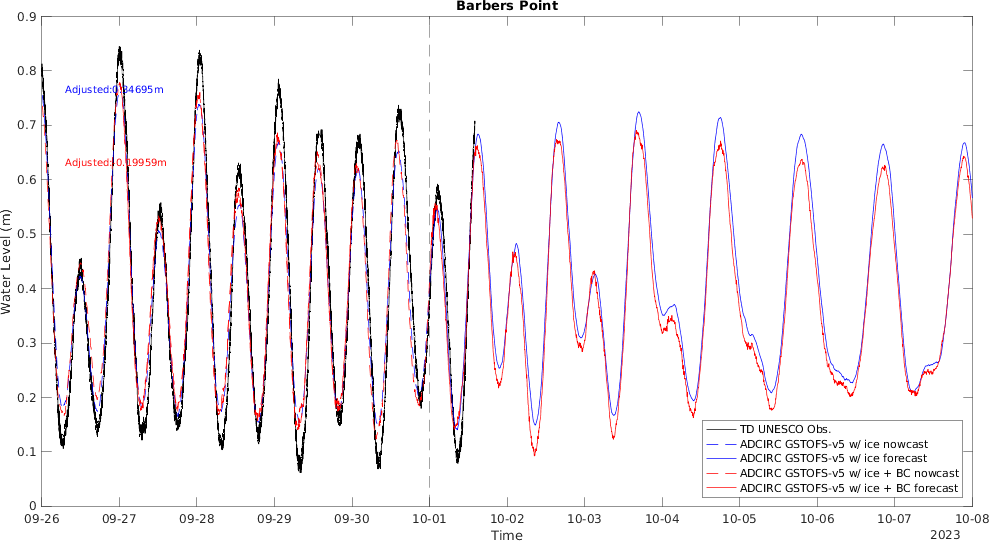 Barbers Point
0.9
0.8
0.7
0.6
0.5
0.4
0.3
0.2
0.1
0
Water Level (m)
Adjusted:0.34695m
Adjusted:-0.19959m
TD UNESCO Obs.
ADCIRC GSTOFS-v5 w/ ice nowcast
ADCIRC GSTOFS-v5 w/ ice forecast
ADCIRC GSTOFS-v5 w/ ice + BC nowcast
ADCIRC GSTOFS-v5 w/ ice + BC forecast
09-26 09-27 09-28 09-29 09-30 10-01 10-02 10-03 10-04 10-05 10-06 10-07 10-08
Time
2023